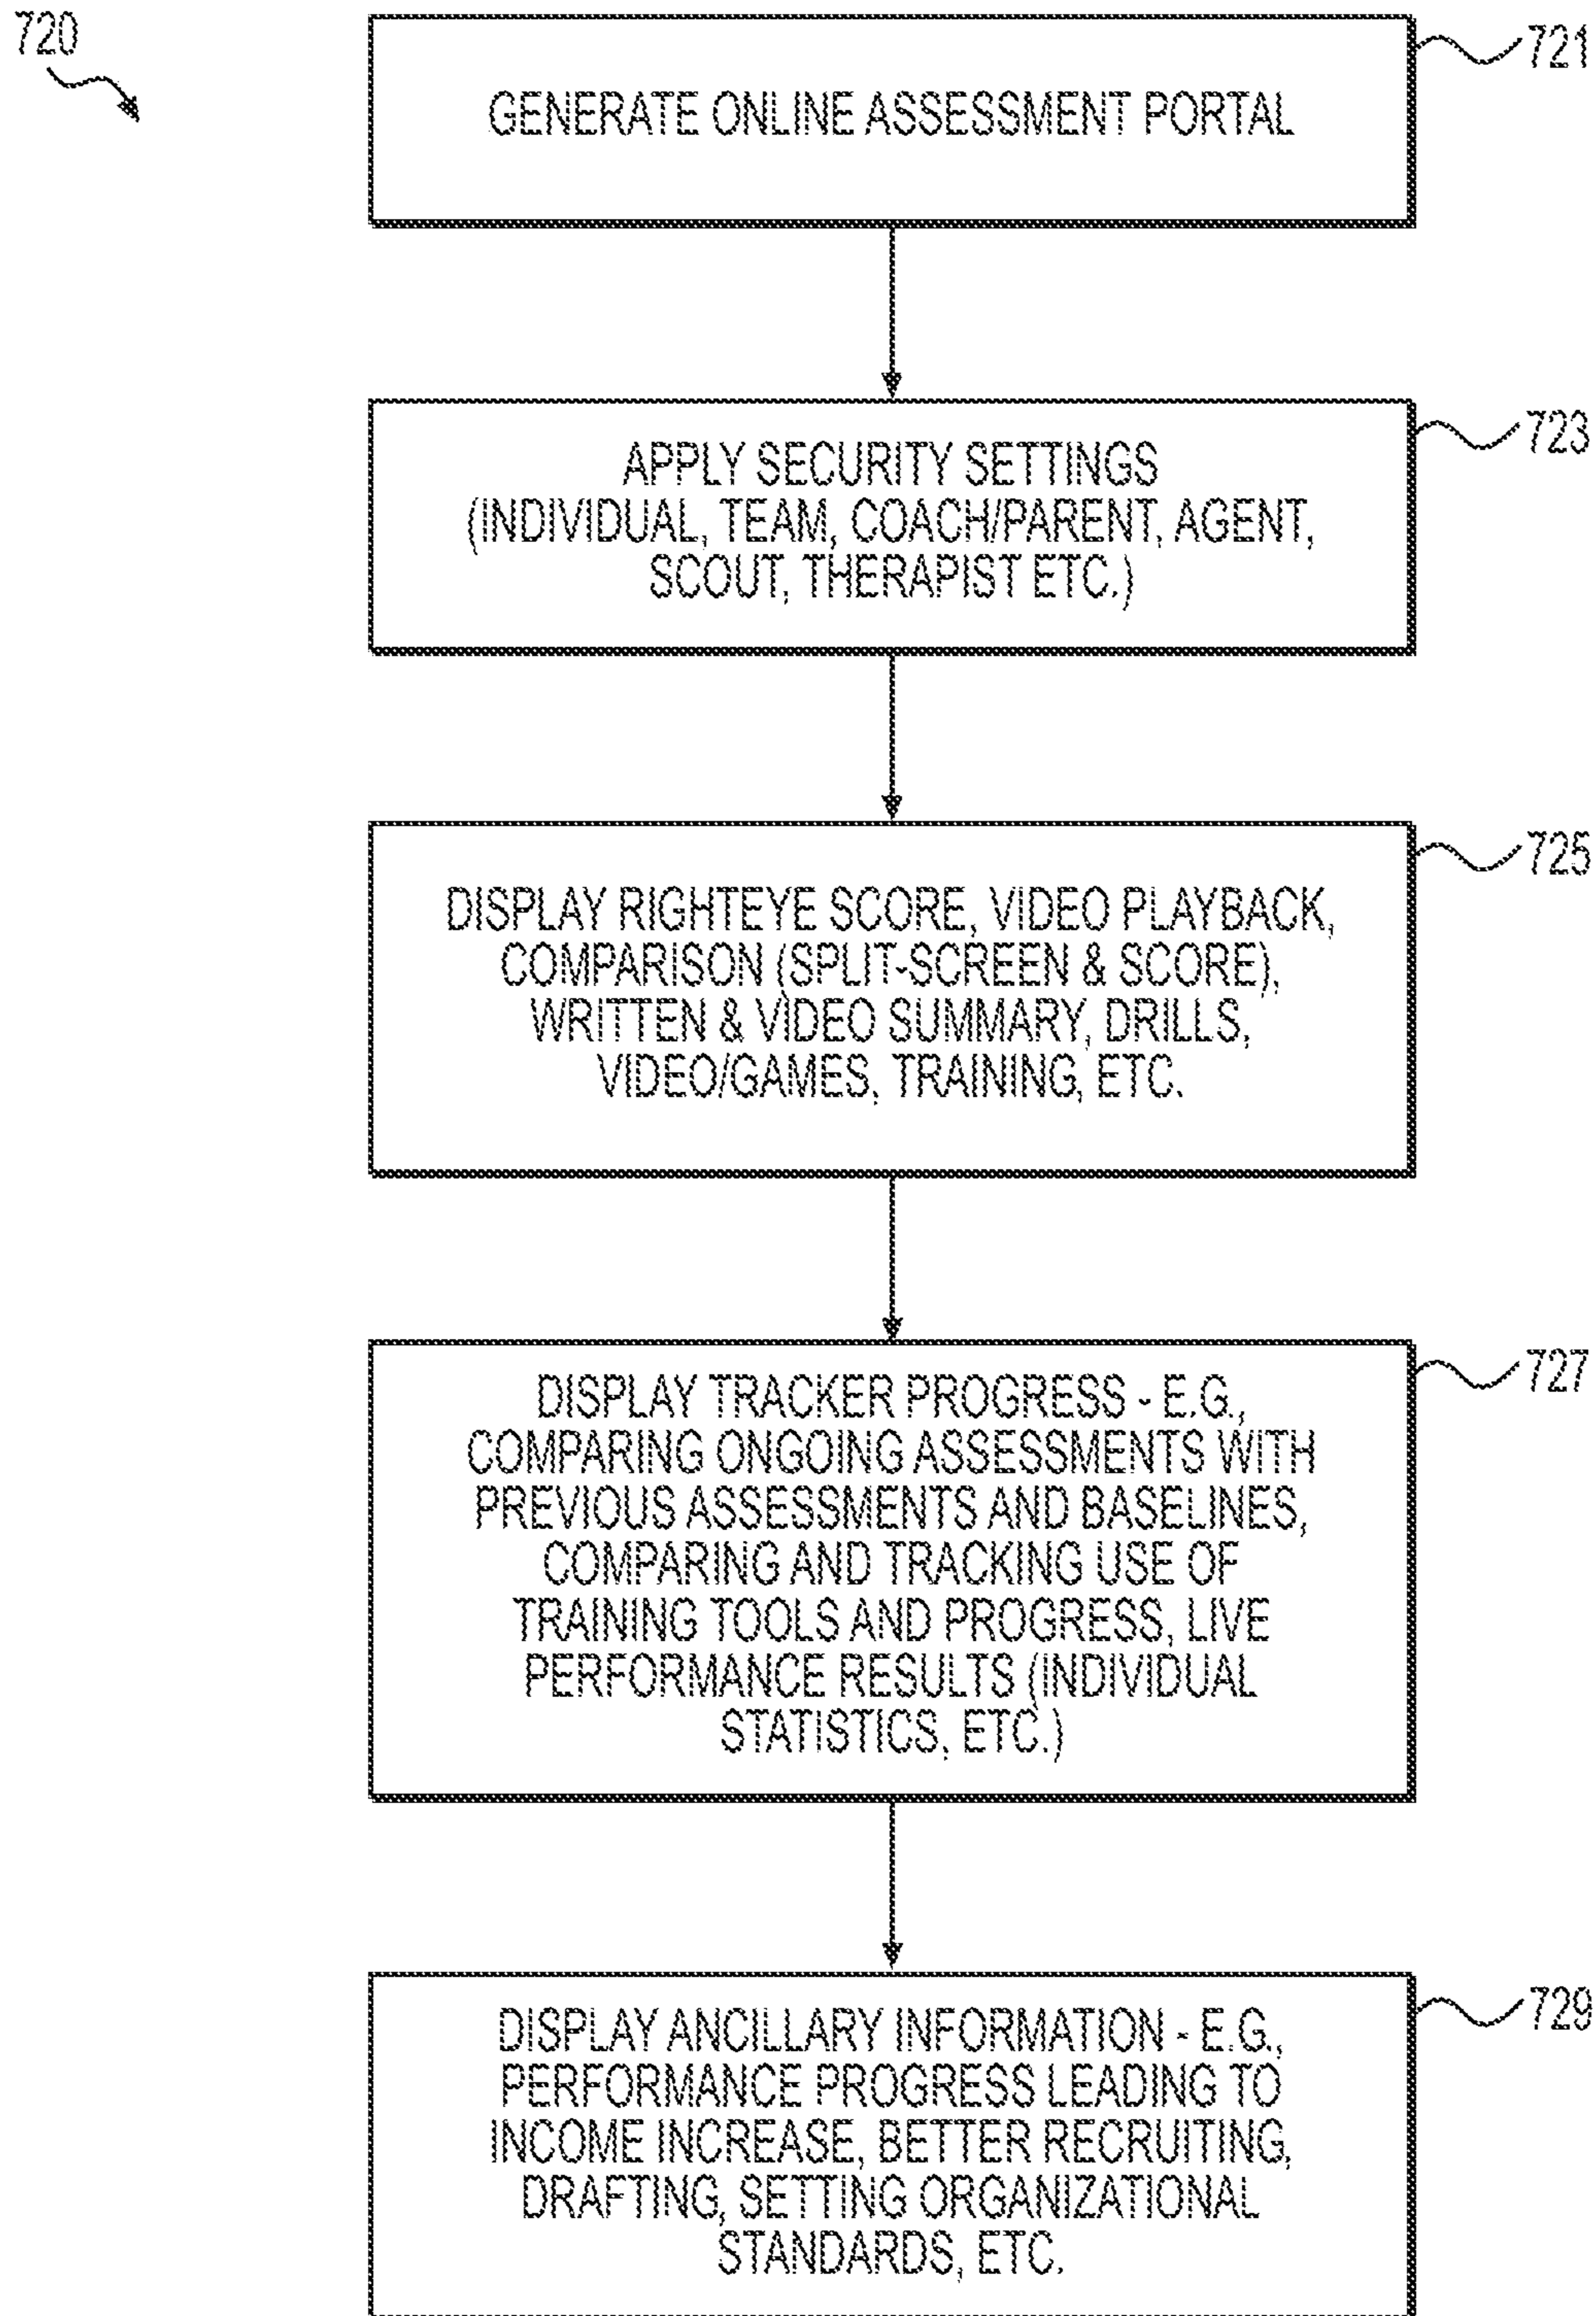 720
721
GENERATE ONLINE ASSESSMENT PORTAL
723
APPLY SECURITY SETTINGS
(INDIVIDUAL, TEAM, COACH/PARENT, AGENT,
SCOUT, THERAPIST ETC.)
725
DISPLAY RIGHTEYE SCORE, VIDEO PLAYBACK,
COMPARISON (SPLIT-SCREEN & SCORE),
WRITTEN & VIDEO SUMMARY, DRILLS,
VIDEO/GAMES, TRAINING, ETC.
727
DISPLAY TRACKER PROGRESS - E.G.,
COMPARING ONGOING ASSESSMENTS WITH
PREVIOUS ASSESSMENTS AND BASELINES,
COMPARING AND TRACKING USE OF
TRAINING TOOLS AND PROGRESS, LIVE
PERFORMANCE RESULTS (INDIVIDUAL
STATISTICS, ETC.)
729
DISPLAY ANCILLARY INFORMATION - E.G.,
PERFORMANCE PROGRESS LEADING TO
INCOME INCREASE, BETTER RECRUITING,
DRAFTING, SETTING ORGANIZATIONAL
STANDARDS, ETC.